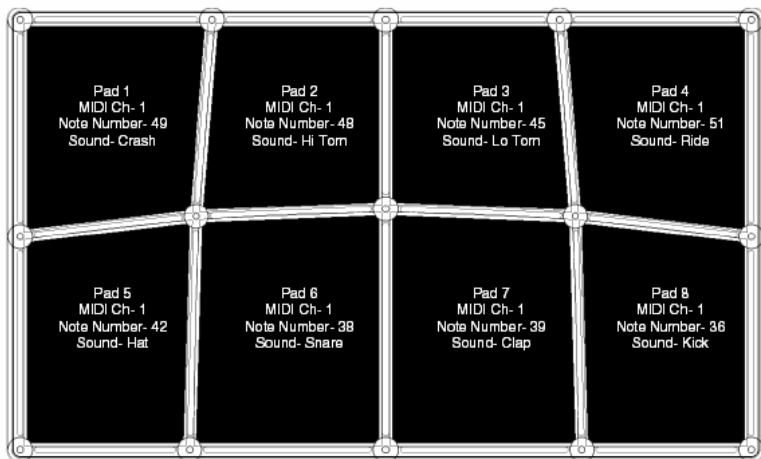 Pad 1
MIDI Ch- 1
Note Number- 49
Sound- Crash
Pad 2
MIDI Ch- 1
Note Number- 48
Sound- Hi Tom
Pad 3
MIDI Ch- 1
Note Number- 45
Sound- Lo Tom
Pad 4
MIDI Ch- 1
Note Number- 51
Sound- Ride
Pad 5
MIDI Ch- 1
Note Number- 42
Sound- Hat
Pad 6
MIDI Ch- 1
Note Number- 38
Sound- Snare
Pad 7
MIDI Ch- 1
Note Number- 39
Sound- Clap
Pad 8
MIDI Ch- 1
Note Number- 36
Sound- Kick